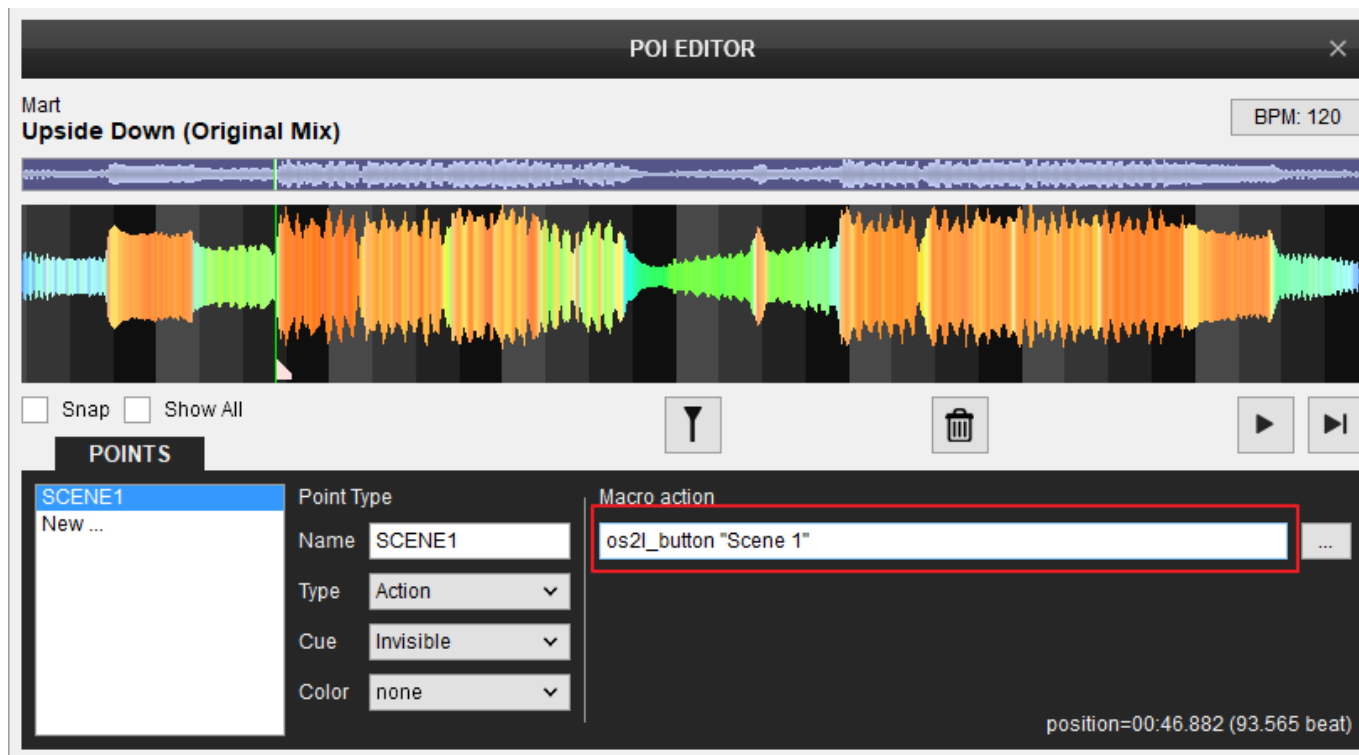 POI EDITOR
Mart
Upside Down (Original Mix)
BPM: 120
Snap
Show All
POINTS
SCENE1
New ...
Point Type
Name
SCENE1
Type
Action
Cue
Invisible
Color
none
Macro action
os2l_button "Scene 1"
...
position=00:46.882 (93.565 beat)